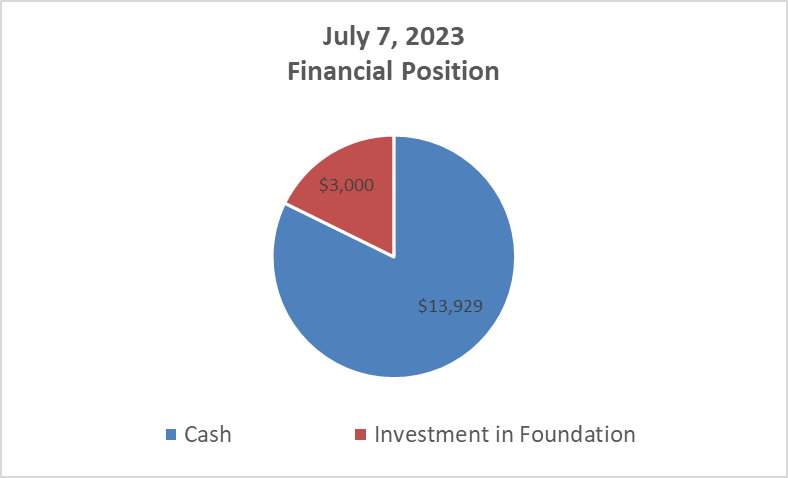 July 7, 2023
Financial Position
$3,000
$13,929
Cash
Investment in Foundation